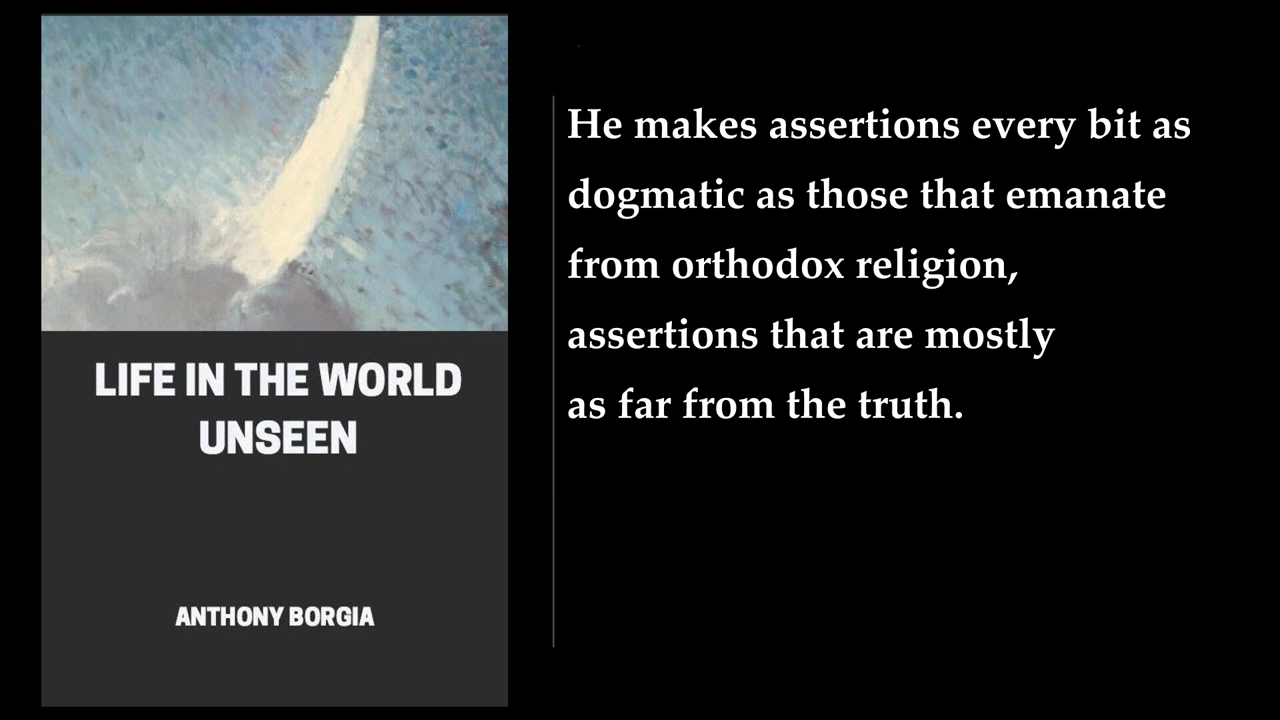 LIFE IN THE WORLD
UNSEEN
ANTHONY BORGIA
He makes assertions every bit as
dogmatic as those that emanate
from orthodox religion,
assertions that are mostly
as far from the truth.